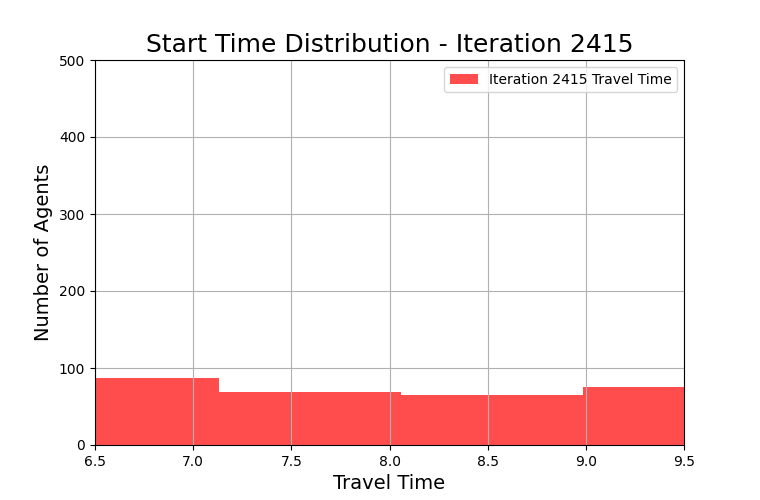 Start Time Distribution - Iteration 2415
Iteration 2415 Travel Time
Number of Agents
500
400
300
200
100
0
6.5 7.0 7.5 8.0 8.5 9.0 9.5
Travel Time